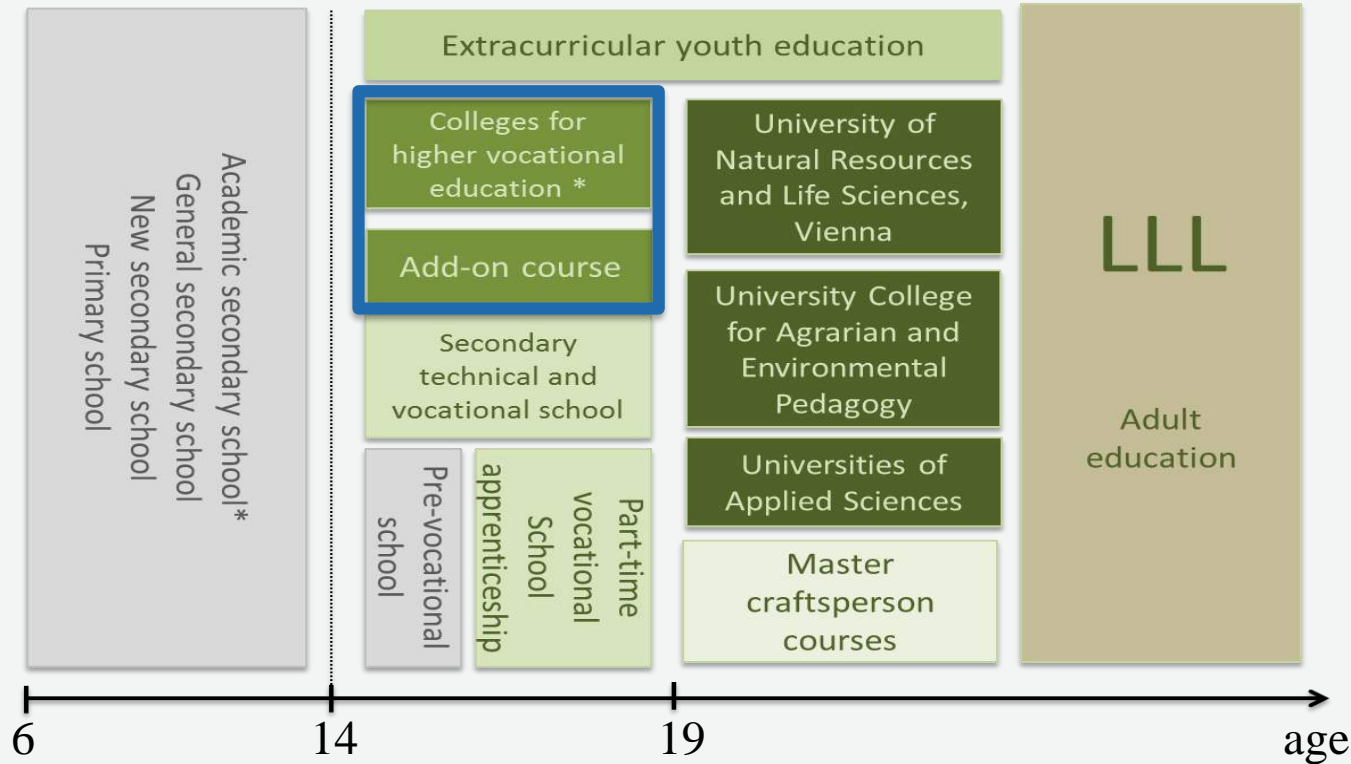 Academic secondary school*
General secondary school
New secondary school
Primary school
Extracurricular youth education
Colleges for
higher vocational
education *
Add-on course
Secondary
technical and
vocational school
Pre-vocational
school
Part-time
vocational
School
apprenticeship
University of
Natural Resources
and Life Sciences,
Vienna
University College
for Agrarian and
Environmental
Pedagogy
Universities of
Applied Sciences
Master
craftsperson
courses
LLL
Adult
education
6
14
19
age